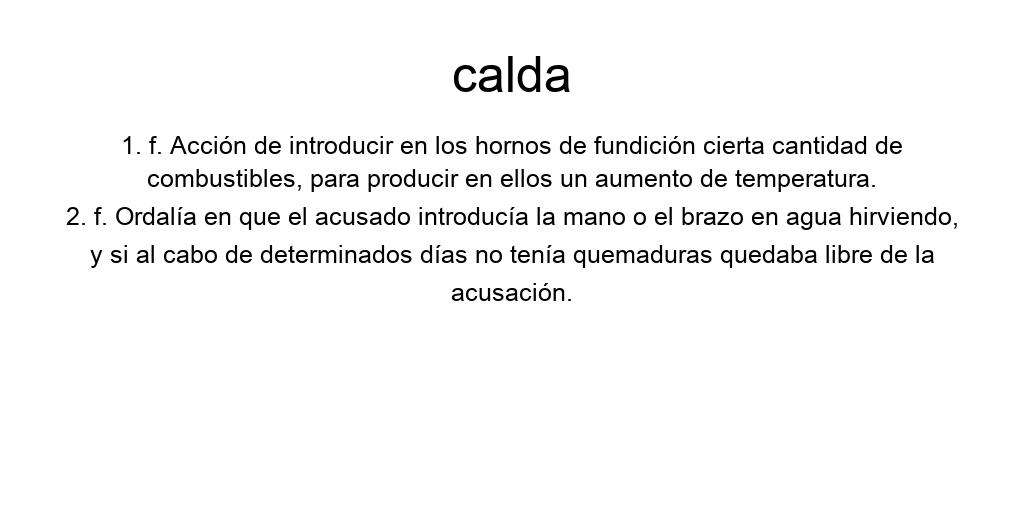 calda
1. f. Acción de introducir en los hornos de fundición cierta cantidad de
combustibles, para producir en ellos un aumento de temperatura.
2. f. Ordalía en que el acusado introducía la mano o el brazo en agua hirviendo,
y si al cabo de determinados días no tenía quemaduras quedaba libre de la
acusación.